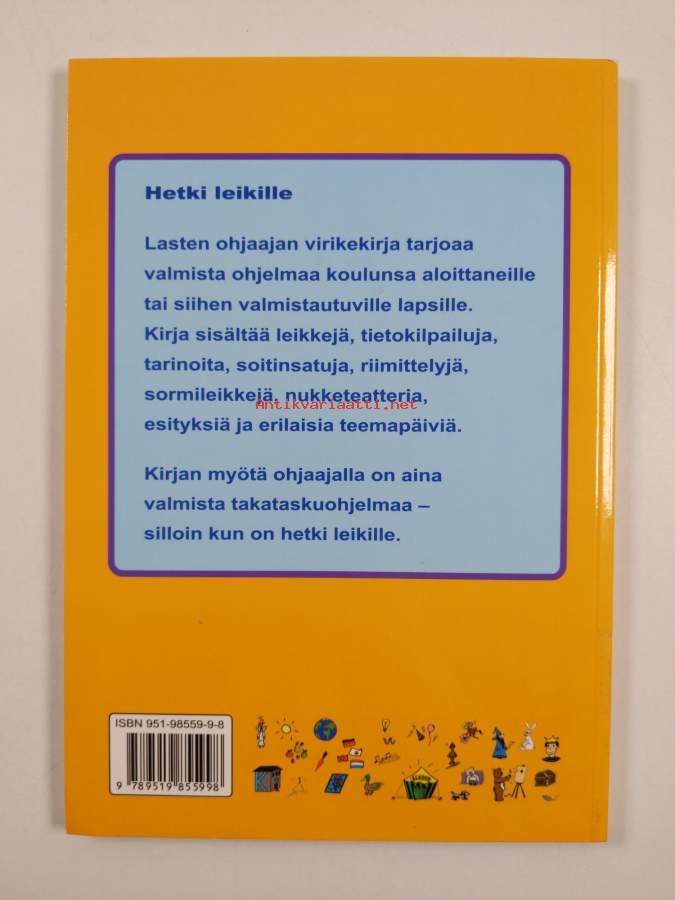 Hetki leikille
Lasten ohjaajan virikekirja tarjoaa
valmista ohjelmaa koulunsa aloittaneille
tai siihen valmistautuville lapsille.
Kirja sisältää leikkejä, tietokilpailuja,
tarinoita, soitinsatuja, riimittelyjä,
sormileikkejä, nukketeatteria,
Antikvariaatti.net
esityksiä ja erilaisia teemapäiviä.
Kirjan myötä ohjaajalla on aina
valmista takataskuohjelmaa –
silloin kun on hetki leikille.
ISBN 951-98559-9-8
9 789519 855998